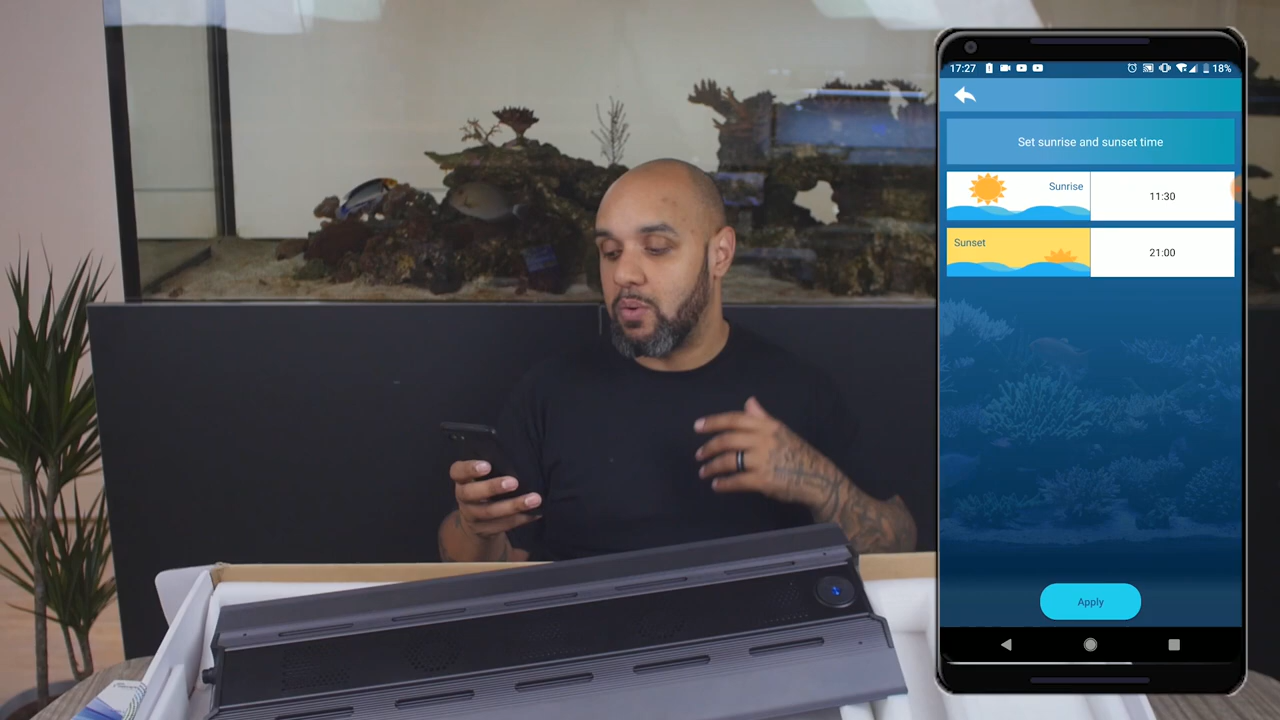 17:27
18%
Set sunrise and sunset time
Sunrise
11:30
Sunset
21:00
Apply